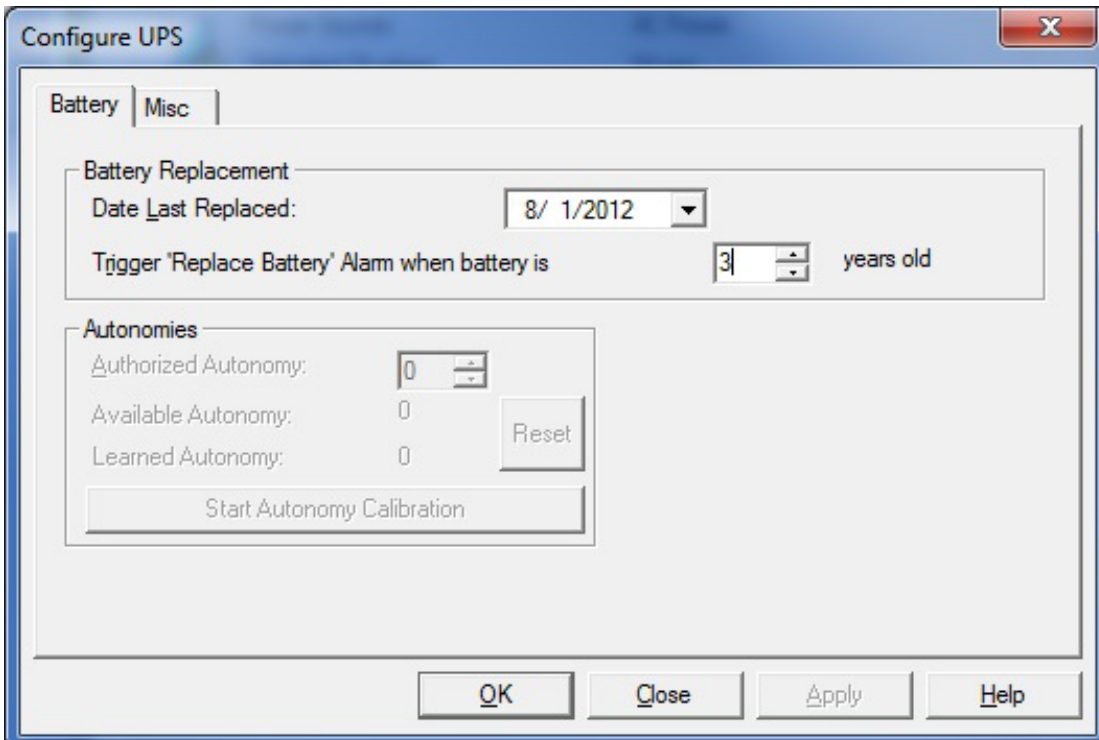 Configure UPS
Battery Misc
Battery Replacement
Date Last Replaced: 8/ 1/2012
Trigger 'Replace Battery' Alarm when battery is 3 years old
Autonomies
Authorized Autonomy: 0
Available Autonomy: 0
Reset
Learned Autonomy: 0
Start Autonomy Calibration
OK Close Apply Help